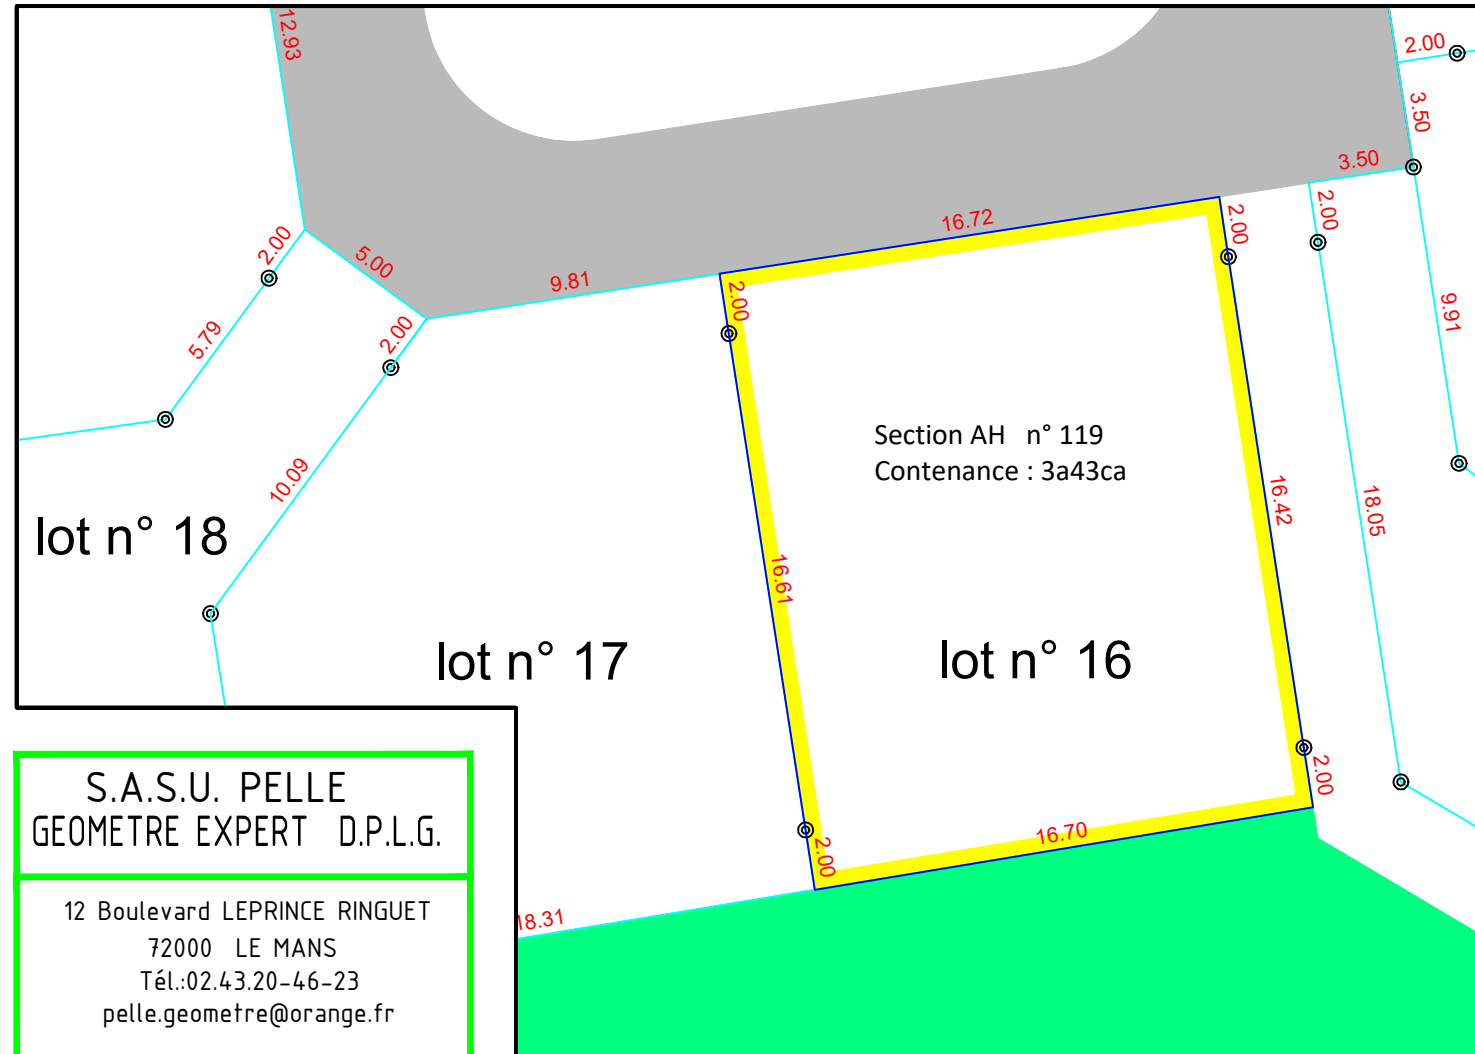 12.93
2.00
3.50
3.50
16.72
2.00
2.00
2.00
5.00
9.81
2.00
2.00
5.79
9.91
Section AH n° 119
Contenance : 3a43ca
10.09
16.42
18.05
lot n° 18
16.61
lot n° 17
lot n° 16
2.00
16.70
2.00
18.31
S.A.S.U. PELLE
GEOMETRE EXPERT D.P.L.G.
12 Boulevard LEPRINCE RINGUET
72000 LE MANS
Tél.:02.43.20-46-23
pelle.geometre@orange.fr